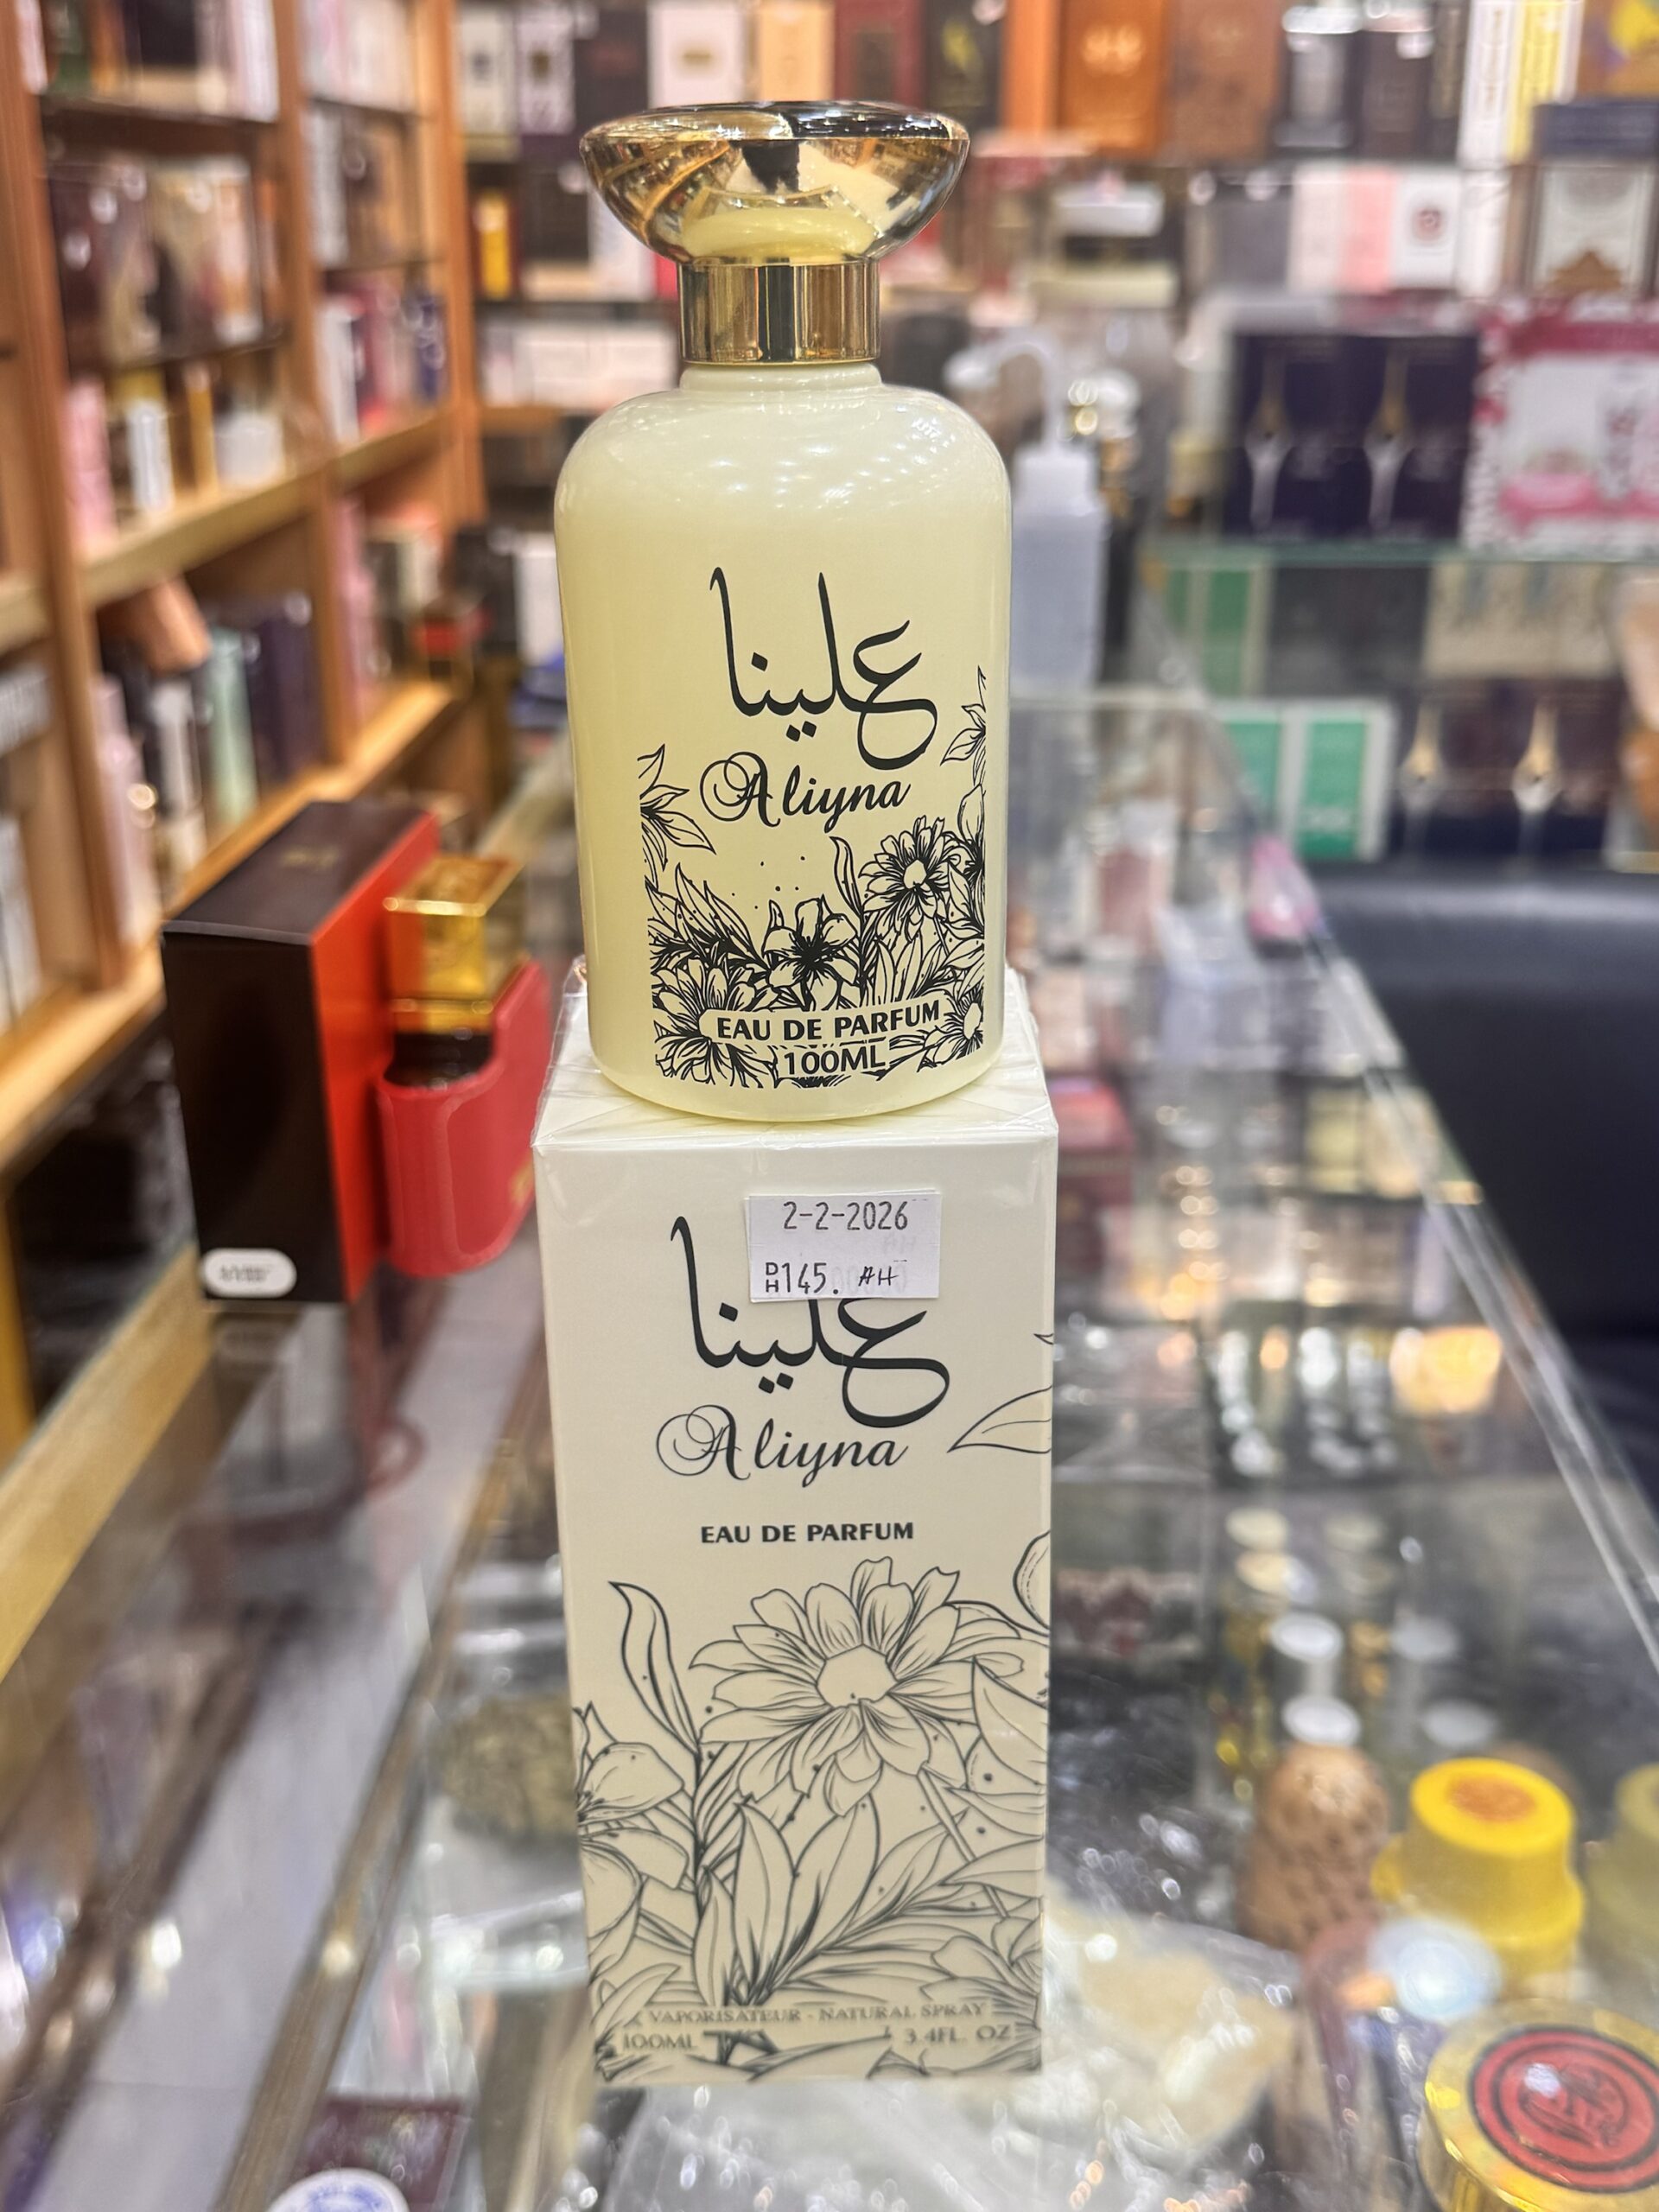 علينا
Aliyna
EAU DE PARFUM
100ML
2-2-2026
DH145. AH
علينا
Aliyna
EAU DE PARFUM
VAPORISATEUR - NATURAL SPRAY
100ML 3.4FL. OZ